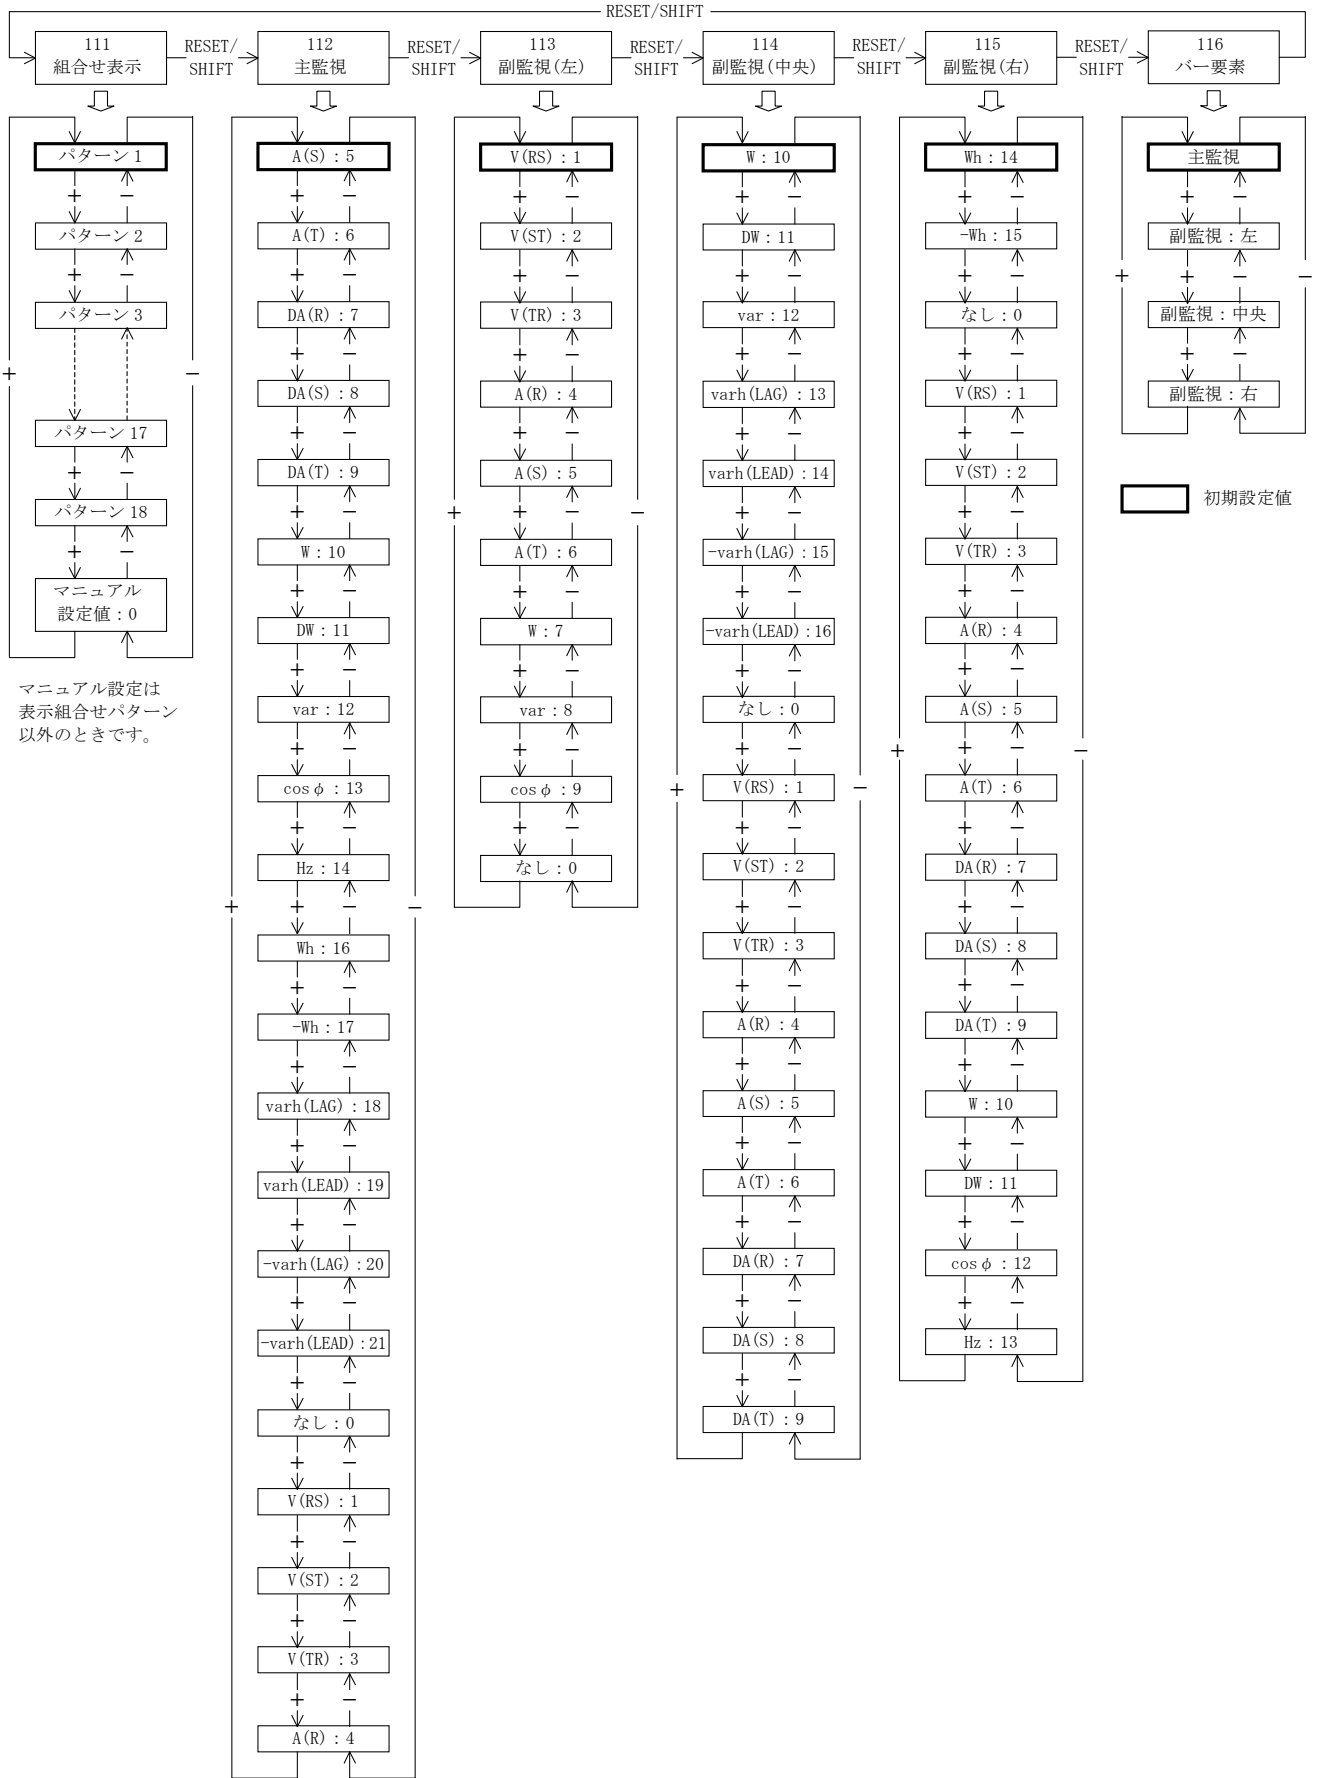 RESET/SHIFT
111
組合せ表示
RESET/
SHIFT
112
主監視
RESET/
SHIFT
113
副監視(左)
RESET/
SHIFT
114
副監視(中央)
RESET/
SHIFT
115
副監視(右)
RESET/
SHIFT
116
バー要素
パターン 1
+ −
パターン 2
+ −
パターン 3
+ −
パターン 17
+ −
パターン 18
+ −
マニュアル
設定値:0
マニュアル設定は
表示組合せパターン
以外のときです。
A(S):5
+ −
A(T):6
+ −
DA(R):7
+ −
DA(S):8
+ −
DA(T):9
+ −
W:10
+ −
DW:11
+ −
var:12
+ −
cosφ:13
+ −
Hz:14
+ + − −
Wh:16
+ −
-Wh:17
+ −
varh(LAG):18
+ −
varh(LEAD):19
+ −
-varh(LAG):20
+ −
-varh(LEAD):21
+ −
なし:0
+ −
V(RS):1
+ −
V(ST):2
+ −
V(TR):3
+ −
A(R):4
V(RS):1
+ −
V(ST):2
+ −
V(TR):3
+ −
A(R):4
+ −
A(S):5
+ + − −
A(T):6
+ −
W:7
+ −
var:8
+ −
cosφ:9
+ −
なし:0
W:10
+ −
DW:11
+ −
var:12
+ −
varh(LAG):13
+ −
varh(LEAD):14
+ −
-varh(LAG):15
+ −
-varh(LEAD):16
+ −
なし:0
+ −
+ V(RS):1 −
+ −
V(ST):2
+ −
V(TR):3
+ −
A(R):4
+ −
A(S):5
+ −
A(T):6
+ −
DA(R):7
+ −
DA(S):8
+ −
DA(T):9
Wh:14
+ −
-Wh:15
+ −
なし:0
+ −
V(RS):1
+ −
V(ST):2
+ −
V(TR):3
+ −
A(R):4
+ −
A(S):5
+ + − −
A(T):6
+ −
DA(R):7
+ −
DA(S):8
+ −
DA(T):9
+ −
W:10
+ −
DW:11
+ −
cosφ:12
+ −
Hz:13
主監視
+ −
副監視:左
+ + − −
副監視:中央
+ −
副監視:右
初期設定値